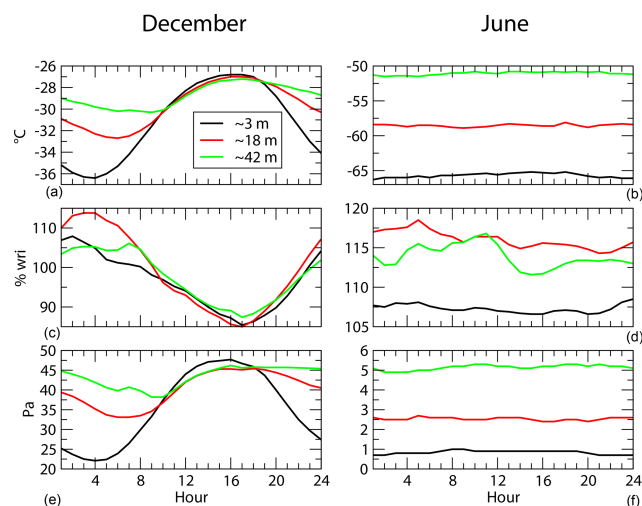 December June
-26
-28
-30
-32
-34
-36
°C
~3 m
~18 m
~42 m
(a)
-50
-55
-60
-65
(b)
110
100
90
% wri
(c)
120
115
110
105
(d)
50
45
40
35
30
25
20
Pa
4 8 12 16 20 24
Hour
(e)
6
5
4
3
2
1
0
4 8 12 16 20 24
Hour
(f)